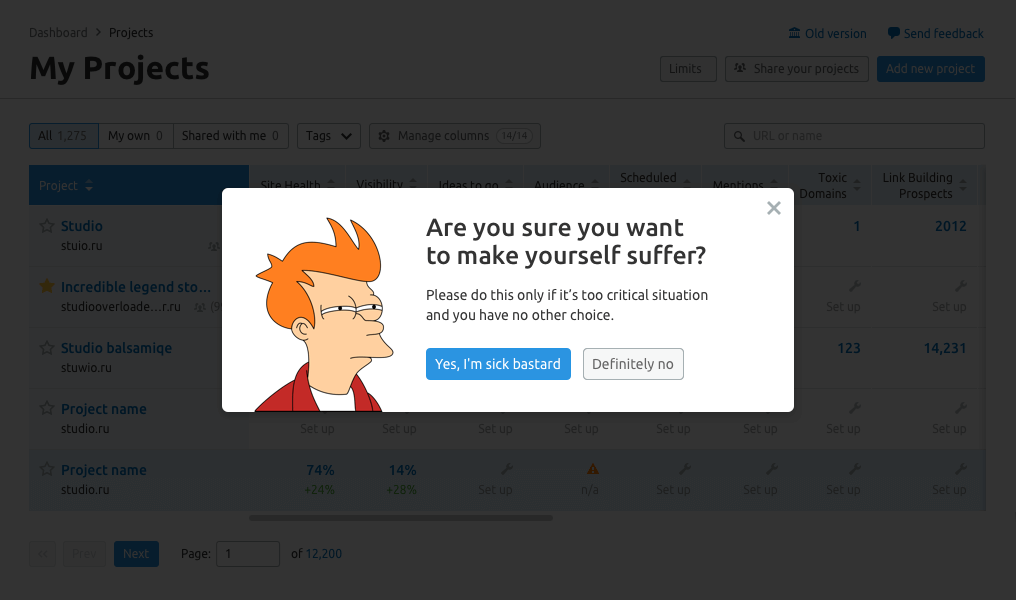 Dashboard > Projects
Old version
Send feedback
My Projects
Limits
Share your projects
Add new project
All 1,275
My own 0
Shared with me 0
Tags
Manage columns 14/14
URL or name
Project
Site Health
Visibility
Ideas to do
Audience
Scheduled
Mentions
Toxic
Domains
Link Building
Prospects
Studio
stuio.ru
1
2012
Incredible legend sto...
studiooverloade...r.ru
Set up
Set up
Studio balsamiqe
stuwio.ru
123
14,231
Are you sure you want
to make yourself suffer?
Please do this only if it’s too critical situation
and you have no other choice.
Yes, I'm sick bastard
Definitely no
Project name
studio.ru
Set up
Set up
Set up
Set up
Set up
Set up
Set up
Set up
Project name
studio.ru
74%
+24%
14%
+28%
Set up
n/a
Set up
Set up
Set up
Set up
<<
Prev
Next
Page: 1 of 12,200